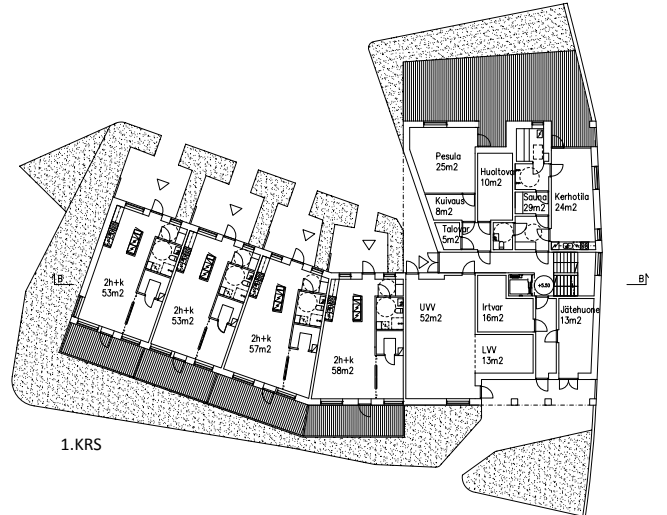 Pesula
25m2
Huoltova
10m2
Kuivaus
8m2
Sauna
29m2
Kerhotila
24m2
Talovar
5m2
B
B
+5.50
2h+k
53m2
2h+k
53m2
2h+k
57m2
2h+k
58m2
UVV
52m2
Irtvar
16m2
Jätehuone
13m2
LVV
13m2
1.KRS